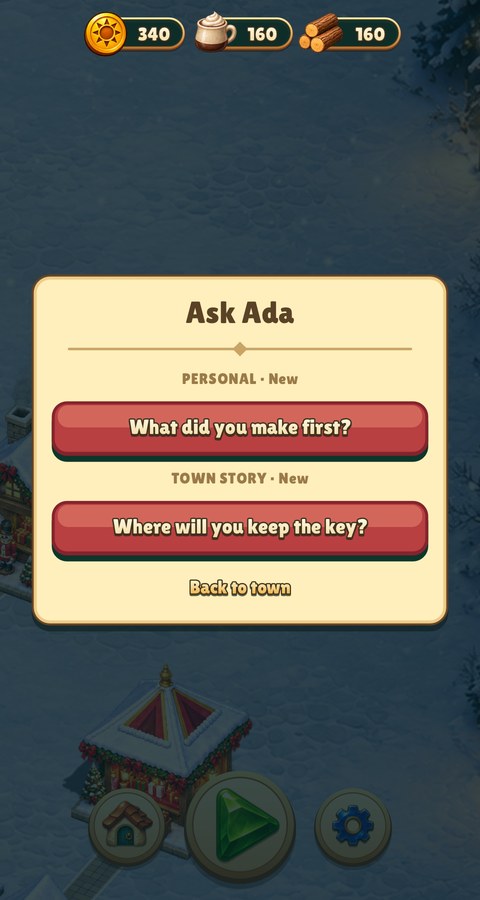 340 160 160
Ask Ada
PERSONAL · New
What did you make first?
TOWN STORY · New
Where will you keep the key?
Back to town